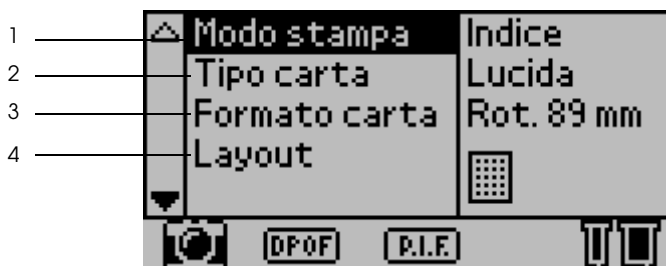 1 Modo stampa Indice
2 Tipo carta Lucida
3 Formato carta Rot. 89 mm
4 Layout
DPOF P.I.F.